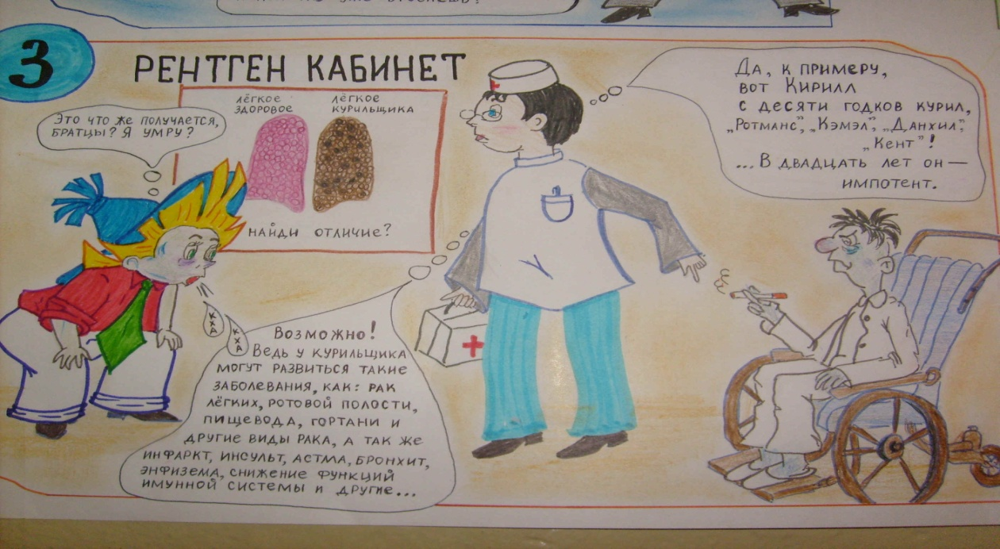 3
РЕНТГЕН КАБИНЕТ
ЛЁГКОЕ
ЗДОРОВОЕ
ЛЁГКОЕ
КУРИЛЬЩИКА
НАЙДИ ОТЛИЧИЕ?
ЭТО ЧТО ЖЕ ПОЛУЧАЕТСЯ,
БРАТЦЫ? Я УМРУ?
КХА
КХА
ВОЗМОЖНО!
ВЕДЬ У КУРИЛЬЩИКА
МОГУТ РАЗВИТЬСЯ ТАКИЕ
ЗАБОЛЕВАНИЯ, КАК: РАК
ЛЁГКИХ, РОТОВОЙ ПОЛОСТИ,
ПИЩЕВОДА, ГОРТАНИ И
ДРУГИЕ ВИДЫ РАКА, А ТАК ЖЕ
ИНФАРКТ, ИНСУЛЬТ, АСТМА, БРОНХИТ,
ЭНФИЗЕМА, СНИЖЕНИЕ ФУНКЦИЙ
ИМУННОЙ СИСТЕМЫ И ДРУГИЕ...
ДА, К ПРИМЕРУ,
ВОТ КИРИЛЛ
С ДЕСЯТИ ГОДКОВ КУРИЛ,
„РОТМАНС", „КЭМЭЛ", „ДАНХИЛ",
„КЕНТ"!
...В ДВАДЦАТЬ ЛЕТ ОН —
ИМПОТЕНТ.